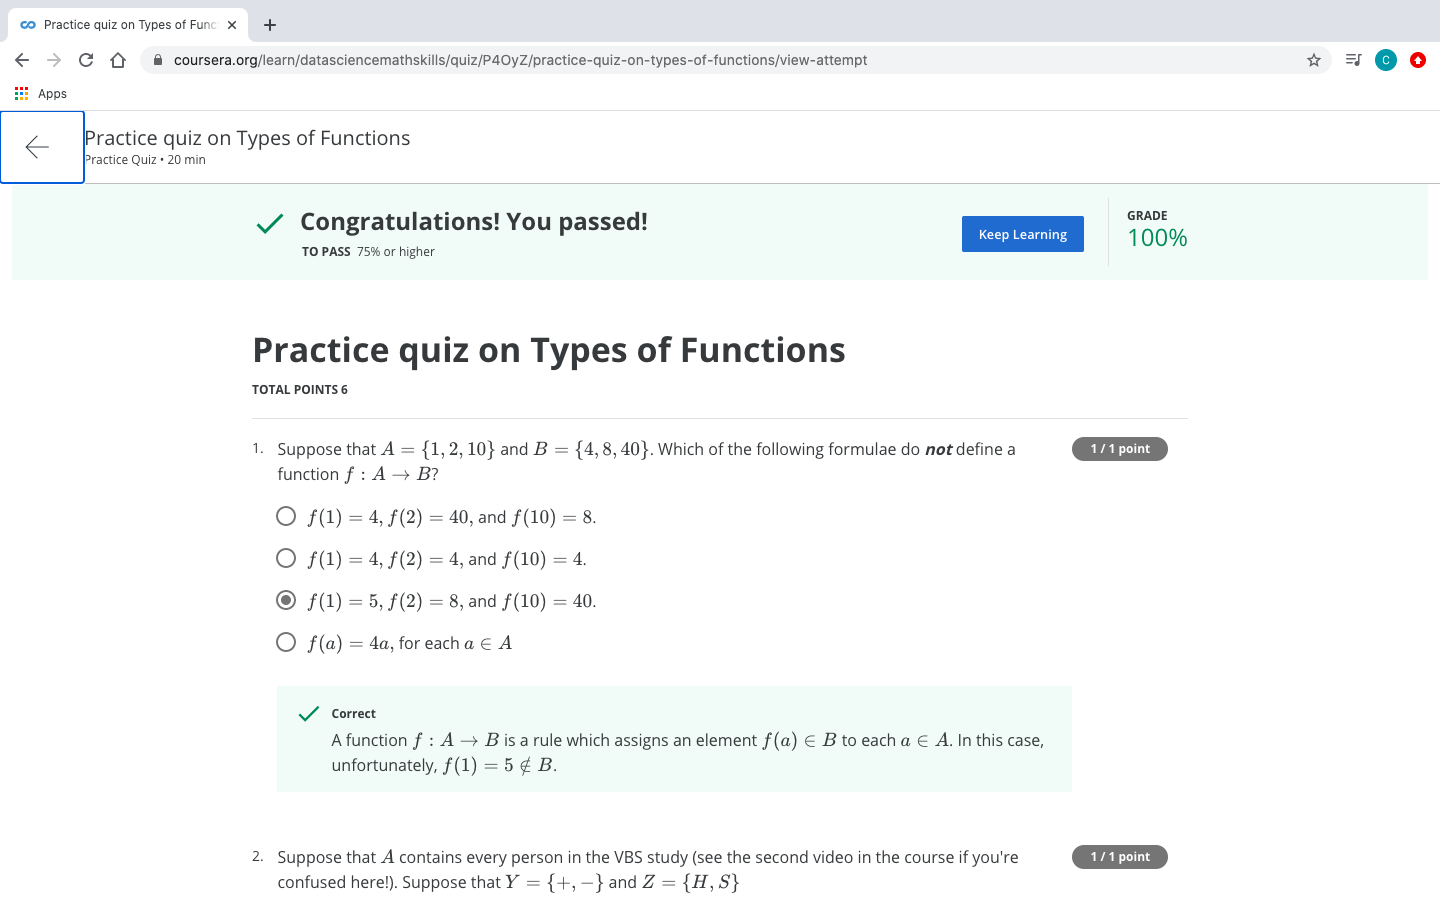 Practice quiz on Types of Func
coursera.org/learn/datasciencemathskills/quiz/P4OyZ/practice-quiz-on-types-of-functions/view-attempt
C
Apps
Practice quiz on Types of Functions
Practice Quiz • 20 min
Congratulations! You passed!
TO PASS 75% or higher
Keep Learning
GRADE
100%
Practice quiz on Types of Functions
TOTAL POINTS 6
1. Suppose that A = {1, 2, 10} and B = {4, 8, 40}. Which of the following formulae do not define a
function f : A → B?
1 / 1 point
f(1) = 4, f(2) = 40, and f(10) = 8.
f(1) = 4, f(2) = 4, and f(10) = 4.
f(1) = 5, f(2) = 8, and f(10) = 40.
f(a) = 4a, for each a ∈ A
Correct
A function f : A → B is a rule which assigns an element f(a) ∈ B to each a ∈ A. In this case,
unfortunately, f(1) = 5 ∉ B.
2. Suppose that A contains every person in the VBS study (see the second video in the course if you're
confused here!). Suppose that Y = {+, −} and Z = {H, S}
1 / 1 point